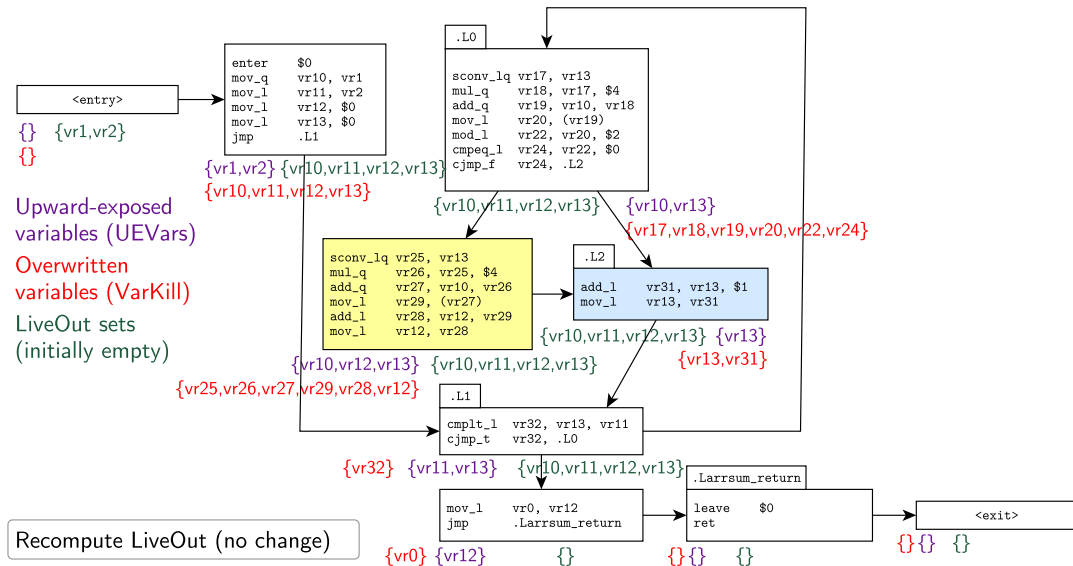 <entry>
{} {vr1,vr2}
{}
enter $0
mov_q vr10, vr1
mov_l vr11, vr2
mov_l vr12, $0
mov_l vr13, $0
jmp .L1
{vr1,vr2} {vr10,vr11,vr12,vr13}
{vr10,vr11,vr12,vr13}
.L0
sconv_lq vr17, vr13
mul_q vr18, vr17, $4
add_q vr19, vr10, vr18
mov_l vr20, (vr19)
mod_l vr22, vr20, $2
cmpeq_l vr24, vr22, $0
cjmp_f vr24, .L2
{vr10,vr11,vr12,vr13} {vr10,vr13}
{vr17,vr18,vr19,vr20,vr22,vr24}
Upward-exposed
variables (UEVars)
Overwritten
variables (VarKill)
LiveOut sets
(initially empty)
sconv_lq vr25, vr13
mul_q vr26, vr25, $4
add_q vr27, vr10, vr26
mov_l vr29, (vr27)
add_l vr28, vr12, vr29
mov_l vr12, vr28
{vr10,vr12,vr13} {vr10,vr11,vr12,vr13}
{vr25,vr26,vr27,vr29,vr28,vr12}
.L2
add_l vr31, vr13, $1
mov_l vr13, vr31
{vr10,vr11,vr12,vr13} {vr13}
{vr13,vr31}
.L1
cmplt_l vr32, vr13, vr11
cjmp_t vr32, .L0
{vr32} {vr11,vr13} {vr10,vr11,vr12,vr13}
mov_l vr0, vr12
jmp .Larrsum_return
{vr0} {vr12} {}
.Larrsum_return
leave $0
ret
{} {} {}
<exit>
{} {} {}
Recompute LiveOut (no change)